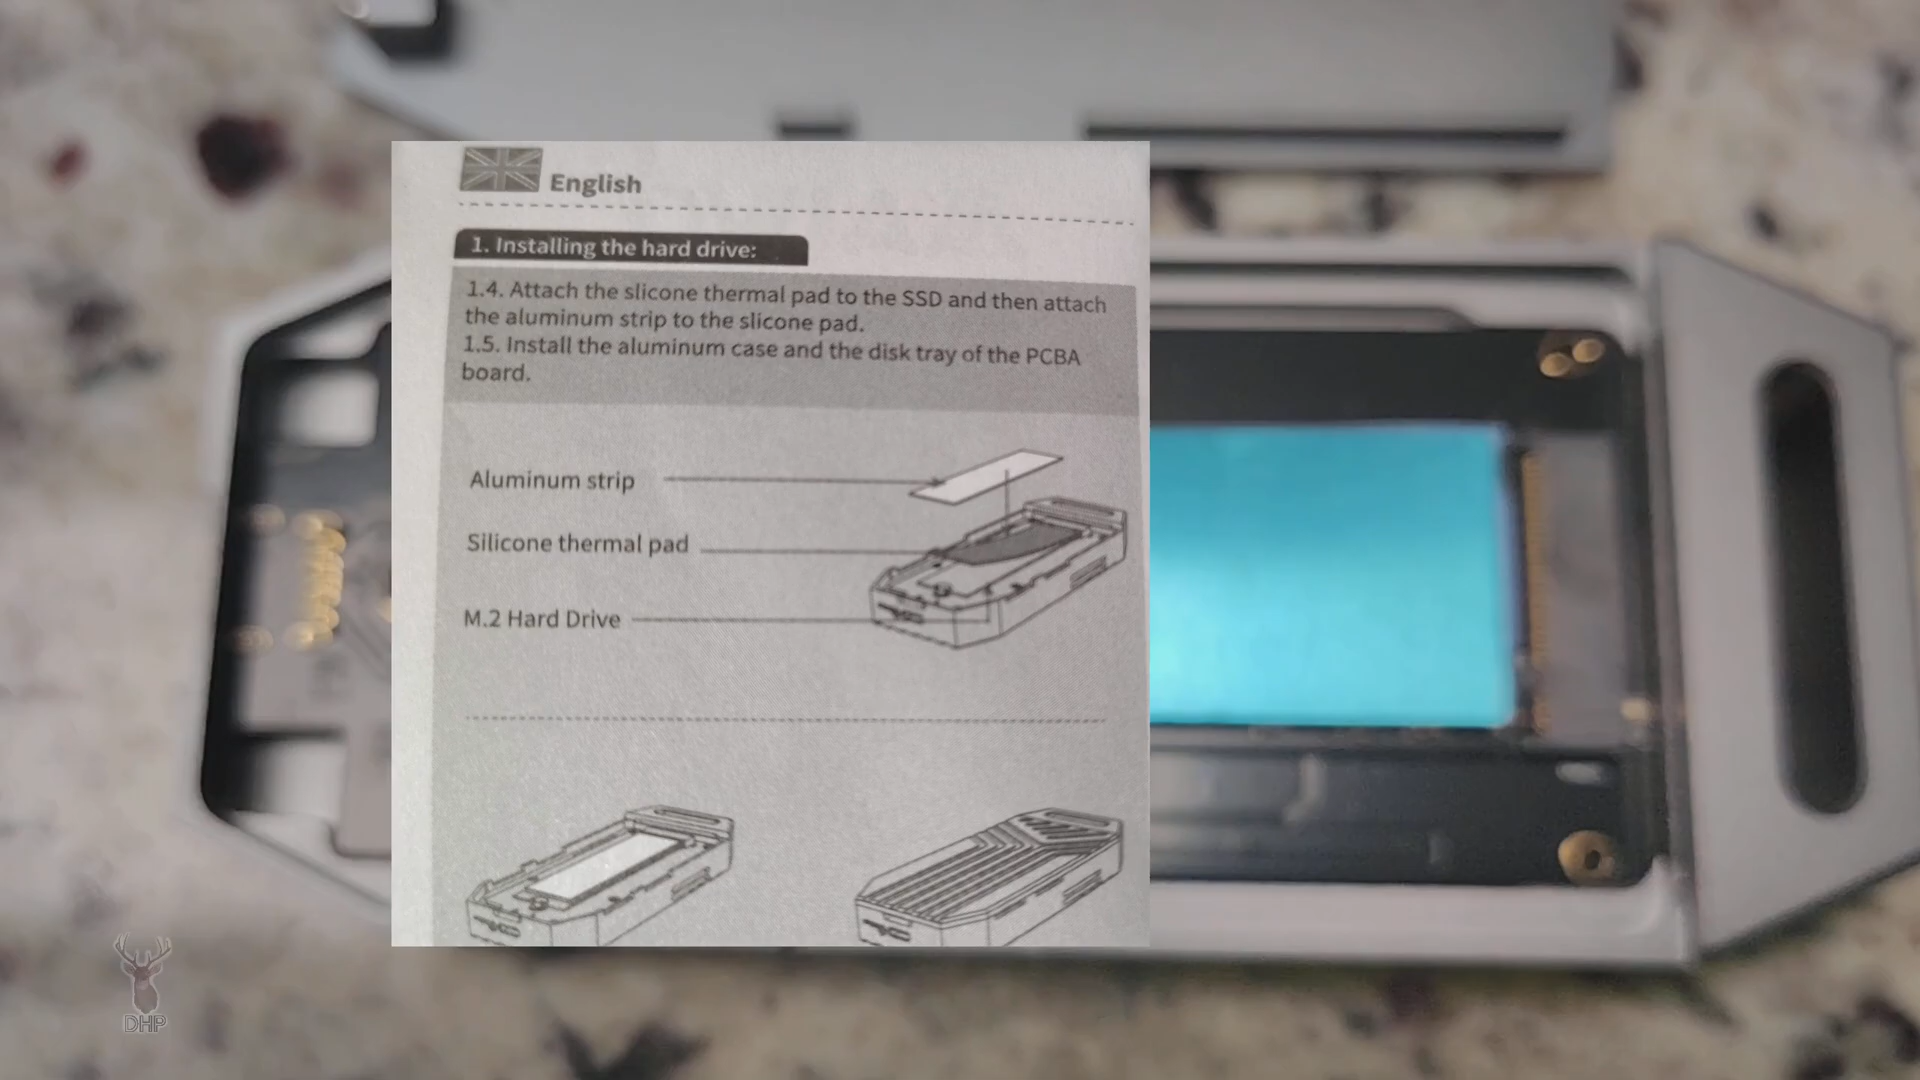 English
1. Installing the hard drive:
1.4. Attach the slicone thermal pad to the SSD and then attach
the aluminum strip to the slicone pad.
1.5. Install the aluminum case and the disk tray of the PCBA
board.
Aluminum strip
Silicone thermal pad
M.2 Hard Drive
DHP